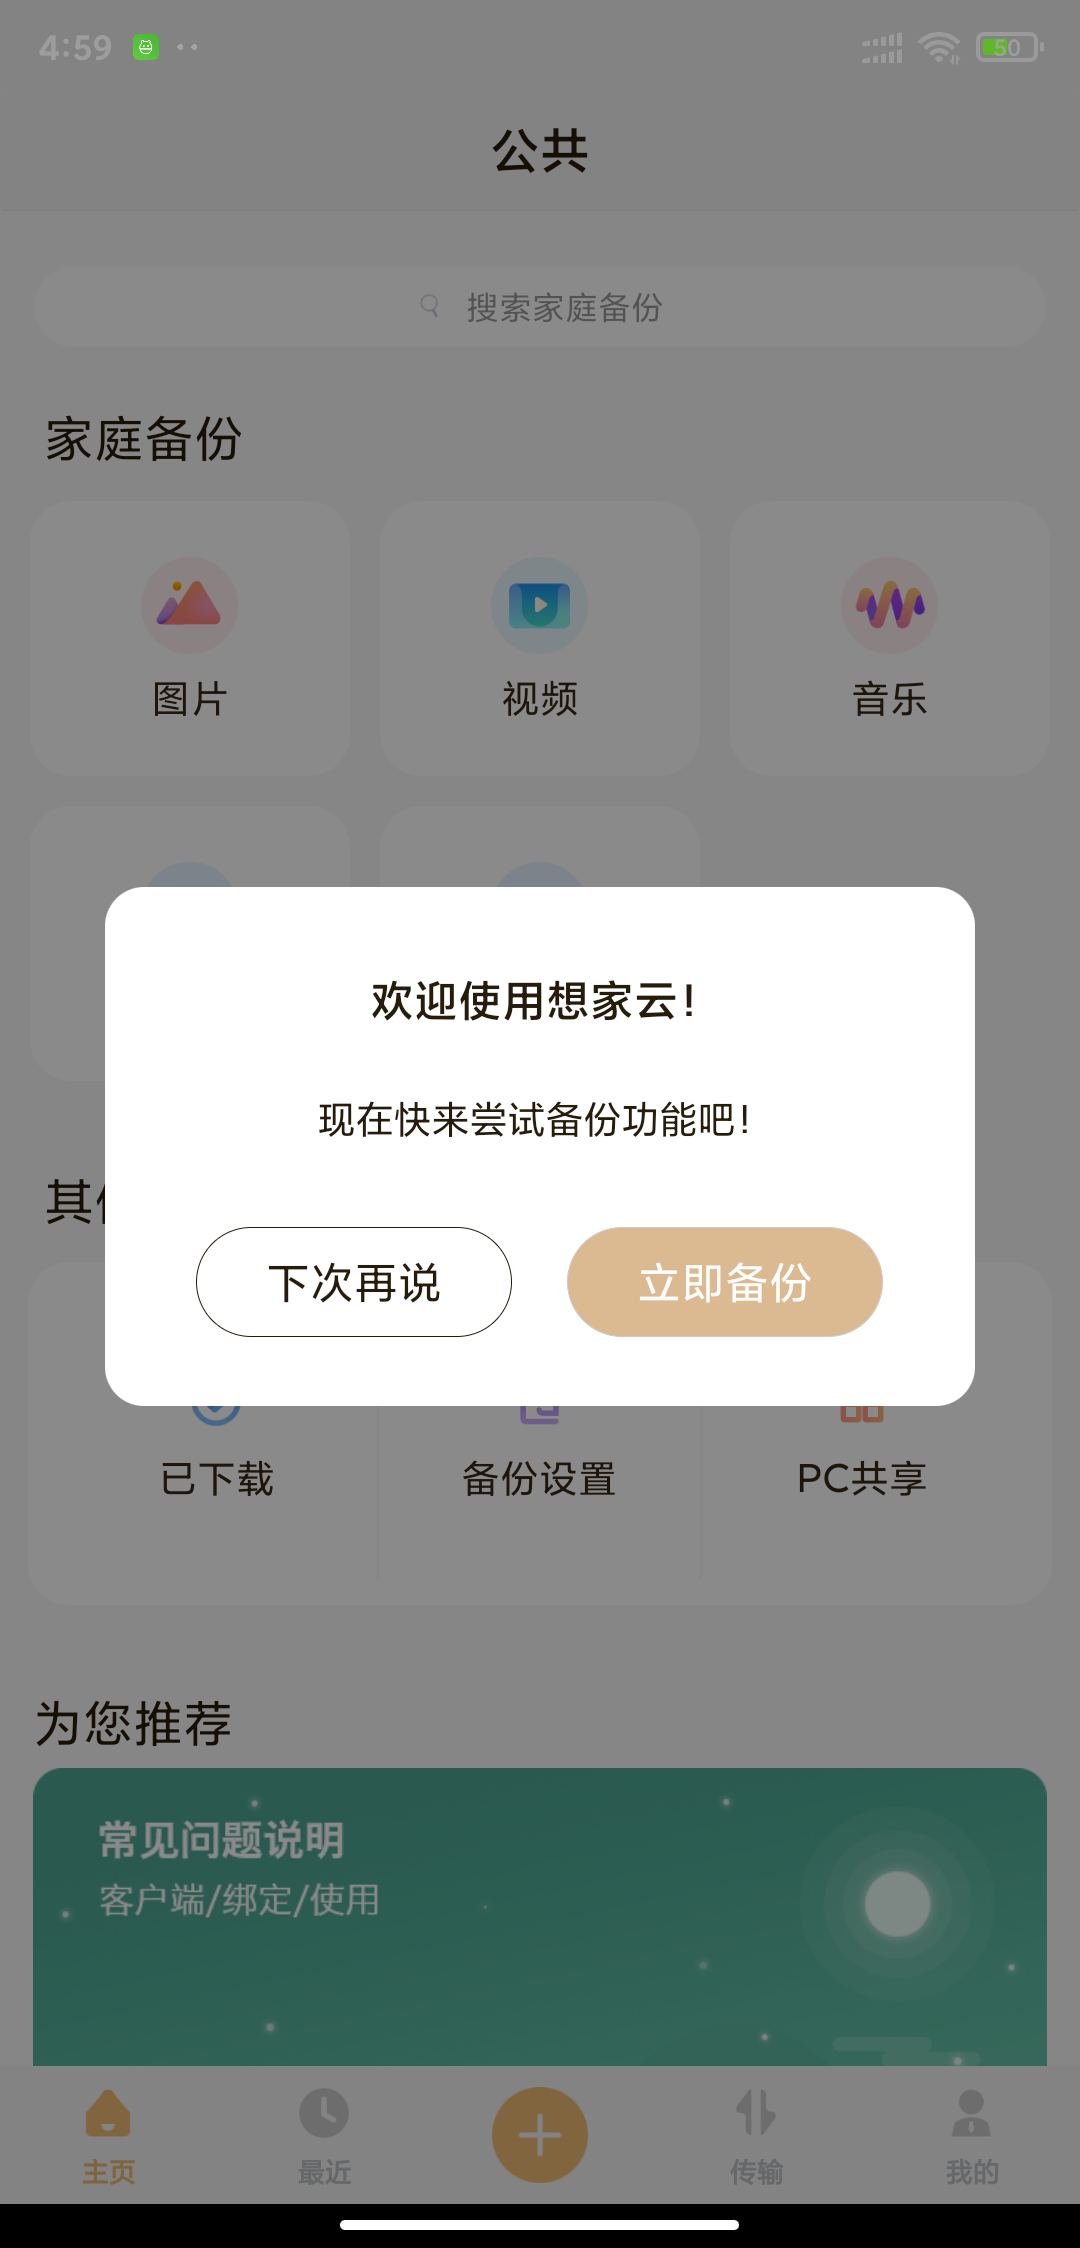 4:59
50
公共
搜索家庭备份
家庭备份
图片
视频
音乐
欢迎使用想家云!
现在快来尝试备份功能吧!
其
下次再说
立即备份
已下载
备份设置
PC共享
为您推荐
常见问题说明
客户端/绑定/使用
主页
最近
传输
我的